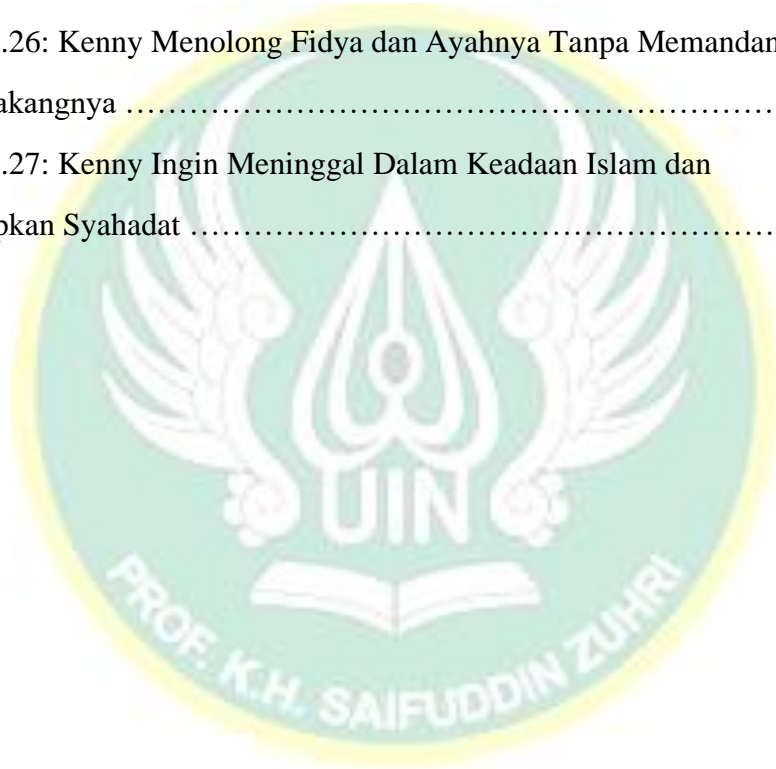 .26: Kenny Menolong Fidya dan Ayahnya Tanpa Memandan
akangnya ……………………………………………………………
.27: Kenny Ingin Meninggal Dalam Keadaan Islam dan
pkan Syahadat ………………………………………………………
UIN
PROF. K.H. SAIFUDDIN ZUHRI